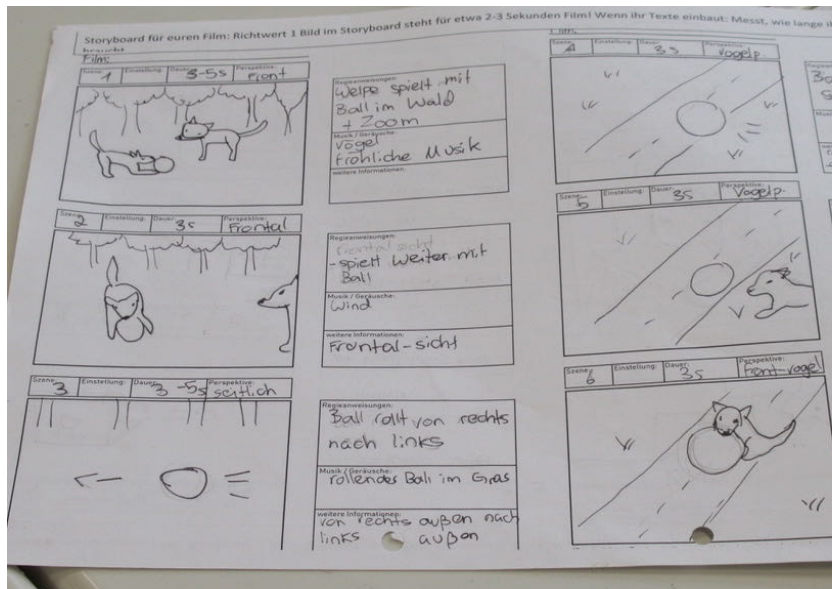 Storyboard für euren Film: Richtwert 1 Bild im Storyboard steht für etwa 2-3 Sekunden Film! Wenn ihr Texte einbaut: Messt, wie lange
Film:
Szene: 1 Einstellung: Dauer: 3-5s Perspektive: Front
Regieanweisungen:
Welpe spielt mit
Ball im Wald
+ Zoom
Musik / Geräusche:
Vögel
fröhliche Musik
weitere Informationen:
Szene: 2 Einstellung: Dauer: 3s Perspektive: Frontal
Regieanweisungen:
Frontal sicht
-spielt weiter mit
Ball
Musik / Geräusche:
Wind
weitere Informationen:
Frontal-sicht
Szene: 3 Einstellung: Dauer: 3-5s Perspektive: seitlich
Regieanweisungen:
Ball rollt von rechts
nach links
Musik / Geräusche:
rollender Ball im Gras
weitere Informationen:
von rechts außen nach
links außen
Film:
Szene: 4 Einstellung: Dauer: 3s Perspektive: Vogelp.
Szene: 5 Einstellung: Dauer: 3s Perspektive: Vogelp.
Szene: 6 Einstellung: Dauer: 3s Perspektive: Front-vogel